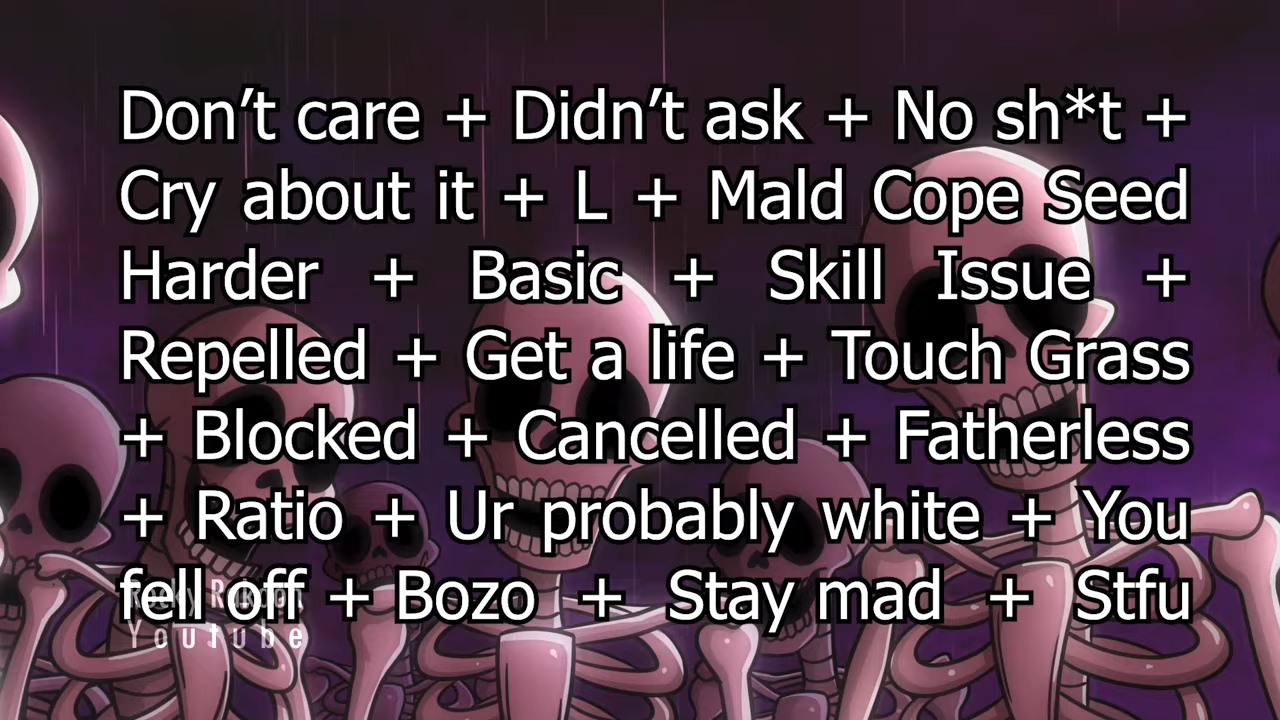 Don’t care + Didn’t ask + No sh*t +
Cry about it + L + Mald Cope Seed
Harder + Basic + Skill Issue +
Repelled + Get a life + Touch Grass
+ Blocked + Cancelled + Fatherless
+ Ratio + Ur probably white + You
fell off + Bozo + Stay mad + Stfu
Youtube